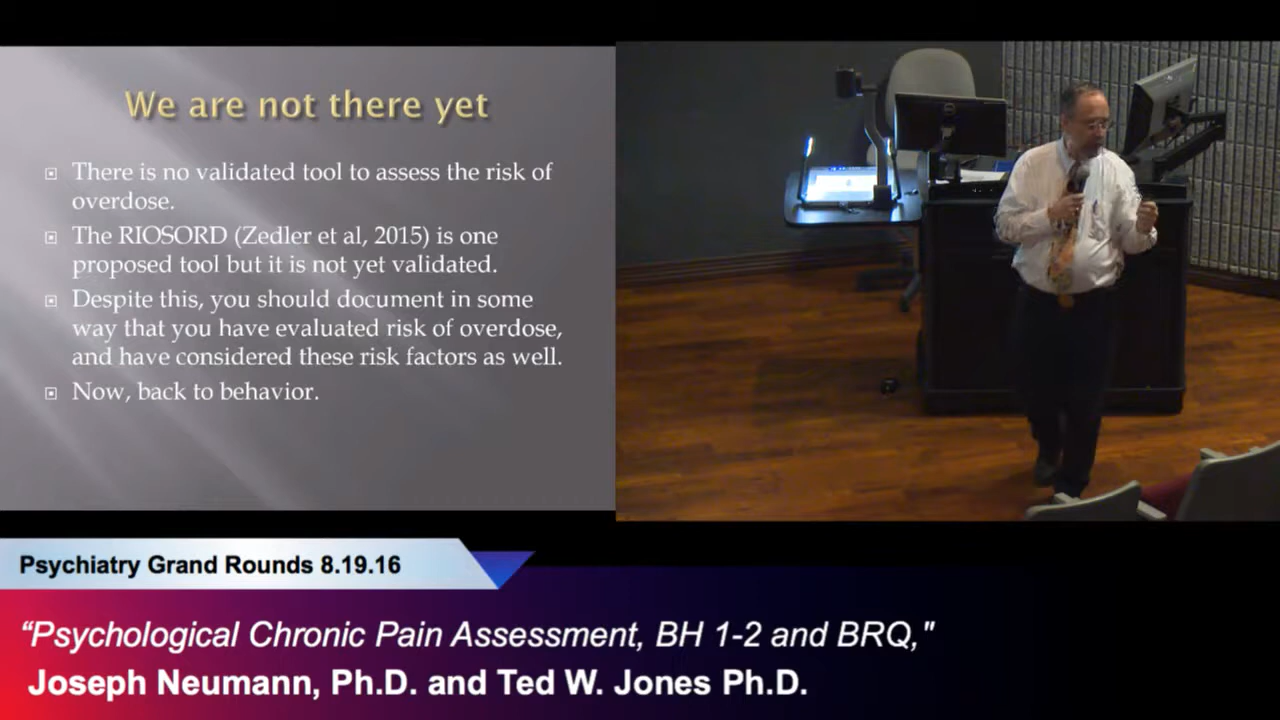 We are not there yet
There is no validated tool to assess the risk of
overdose.
The RIOSORD (Zedler et al, 2015) is one
proposed tool but it is not yet validated.
Despite this, you should document in some
way that you have evaluated risk of overdose,
and have considered these risk factors as well.
Now, back to behavior.
Psychiatry Grand Rounds 8.19.16
“Psychological Chronic Pain Assessment, BH 1-2 and BRQ,"
Joseph Neumann, Ph.D. and Ted W. Jones Ph.D.